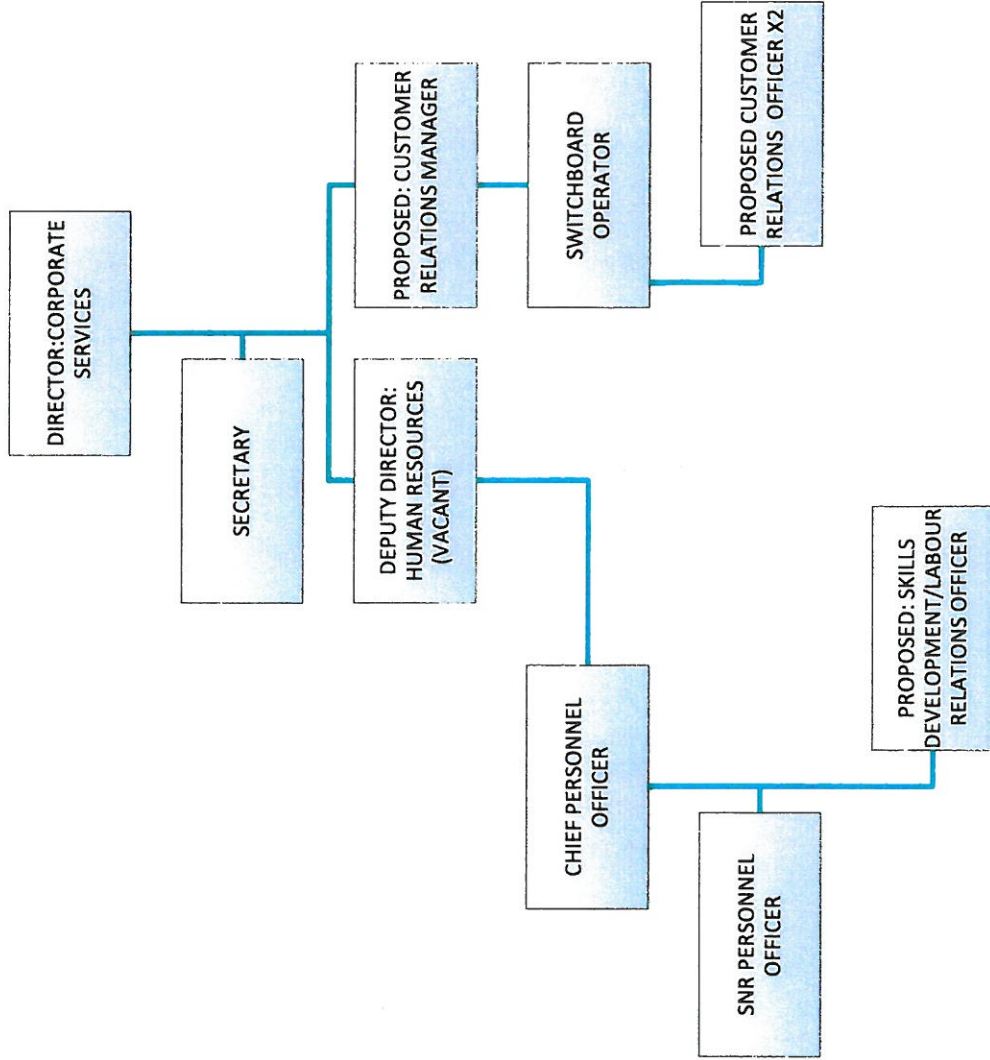 DIRECTOR:CORPORATE
SERVICES
SECRETARY
DEPUTY DIRECTOR:
HUMAN RESOURCES
(VACANT)
PROPOSED: CUSTOMER
RELATIONS MANAGER
CHIEF PERSONNEL
OFFICER
SWITCHBOARD
OPERATOR
SNR PERSONNEL
OFFICER
PROPOSED: SKILLS
DEVELOPMENT/LABOUR
RELATIONS OFFICER
PROPOSED CUSTOMER
RELATIONS OFFICER X2